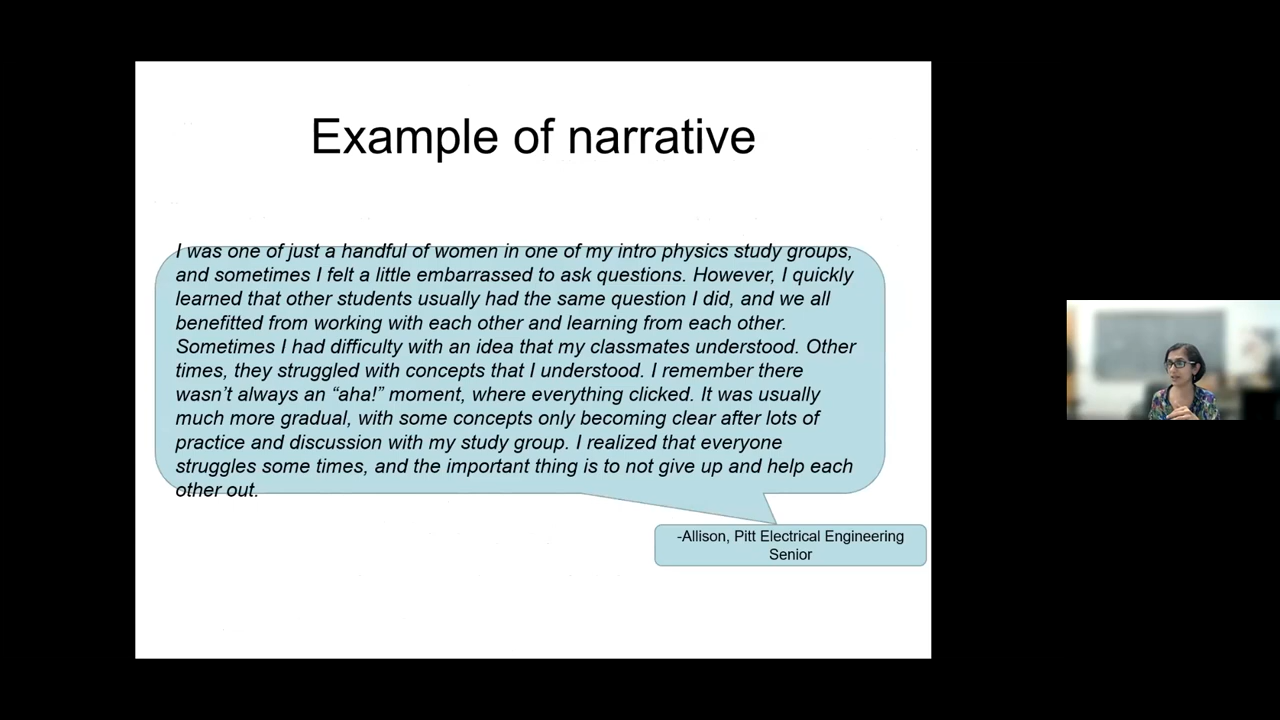 Example of narrative
I was one of just a handful of women in one of my intro physics study groups,
and sometimes I felt a little embarrassed to ask questions. However, I quickly
learned that other students usually had the same question I did, and we all
benefitted from working with each other and learning from each other.
Sometimes I had difficulty with an idea that my classmates understood. Other
times, they struggled with concepts that I understood. I remember there
wasn’t always an “aha!” moment, where everything clicked. It was usually
much more gradual, with some concepts only becoming clear after lots of
practice and discussion with my study group. I realized that everyone
struggles some times, and the important thing is to not give up and help each
other out.
-Allison, Pitt Electrical Engineering
Senior